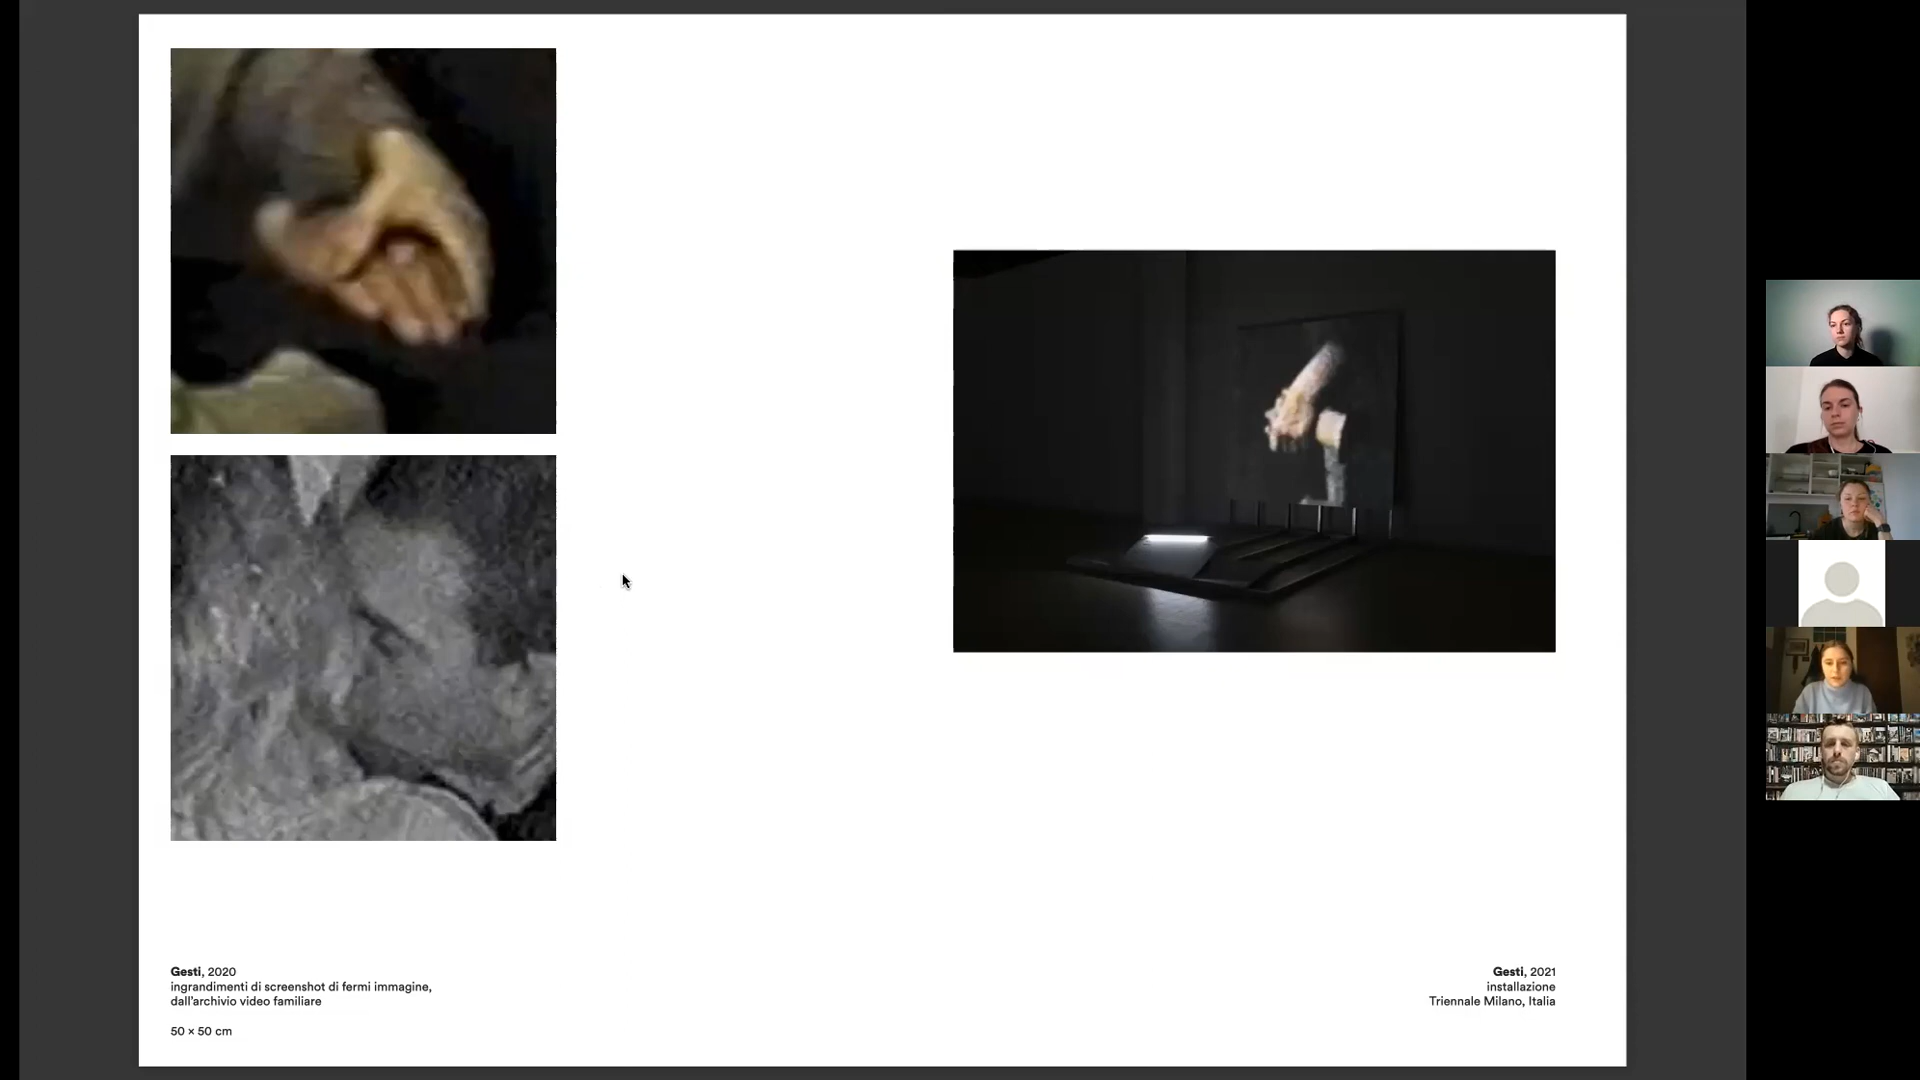 Gesti, 2020
ingrandimenti di screenshot di fermi immagine,
dall'archivio video familiare
50 × 50 cm
Gesti, 2021
installazione
Triennale Milano, Italia